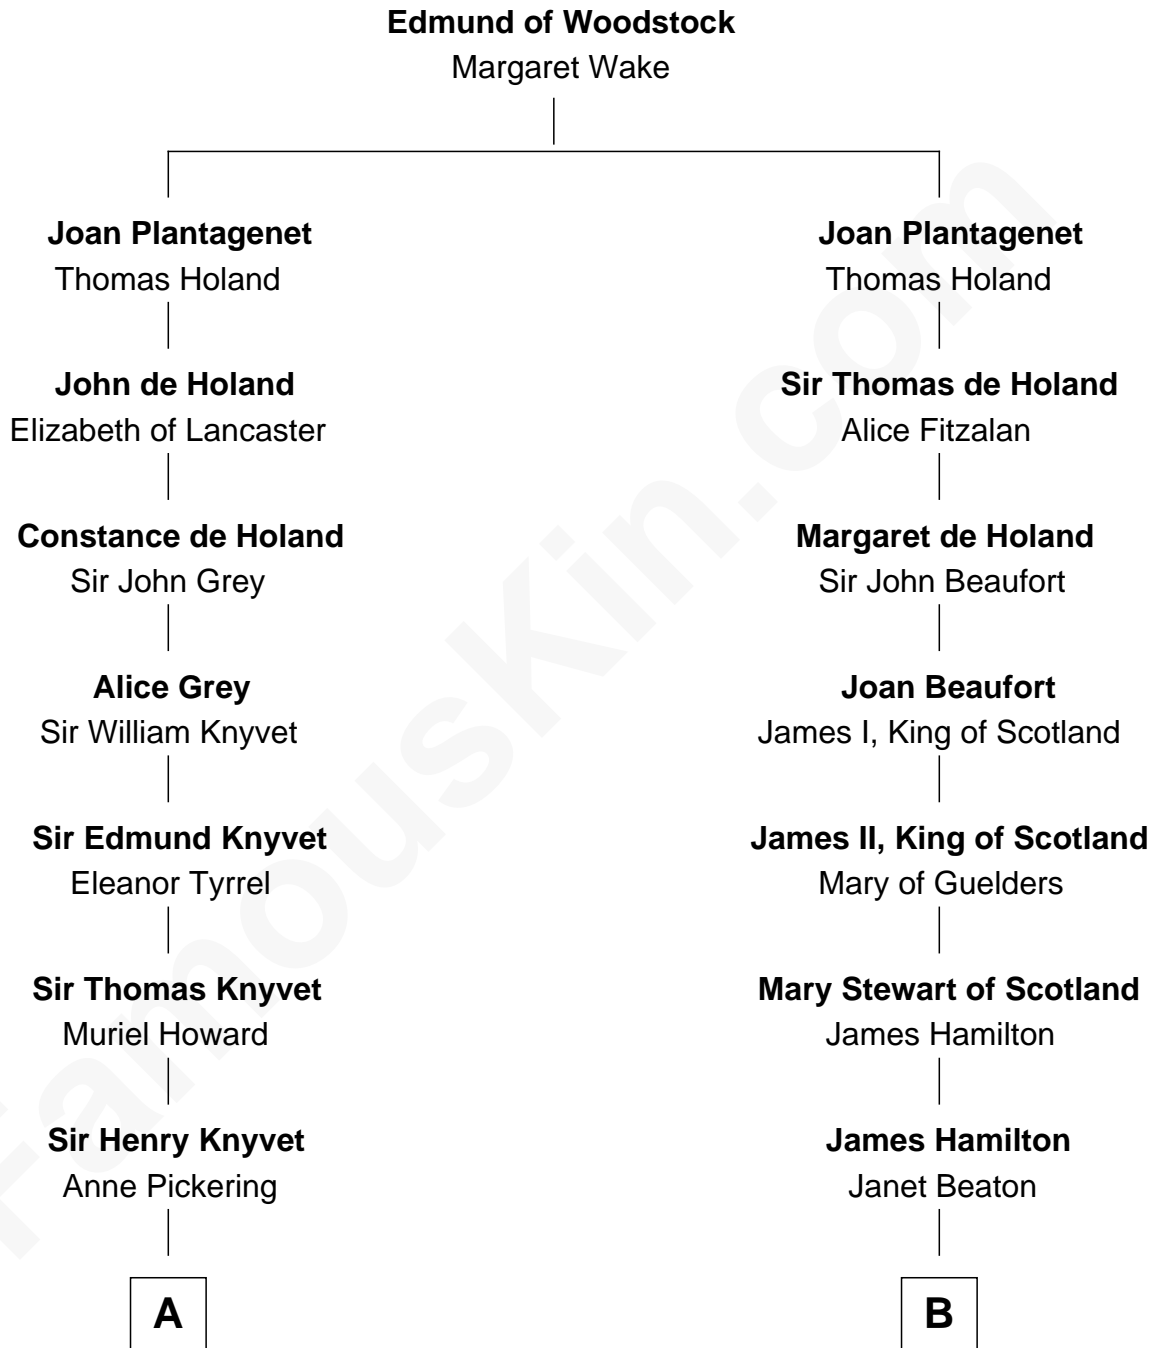 Edmund of Woodstock
Margaret Wake
Joan Plantagenet
Thomas Holand
John de Holand
Elizabeth of Lancaster
Constance de Holand
Sir John Grey
Alice Grey
Sir William Knyvet
Sir Edmund Knyvet
Eleanor Tyrrel
Sir Thomas Knyvet
Muriel Howard
Sir Henry Knyvet
Anne Pickering
A
Joan Plantagenet
Thomas Holand
Sir Thomas de Holand
Alice Fitzalan
Margaret de Holand
Sir John Beaufort
Joan Beaufort
James I, King of Scotland
James II, King of Scotland
Mary of Guelders
Mary Stewart of Scotland
James Hamilton
James Hamilton
Janet Beaton
B
FamousKin.com